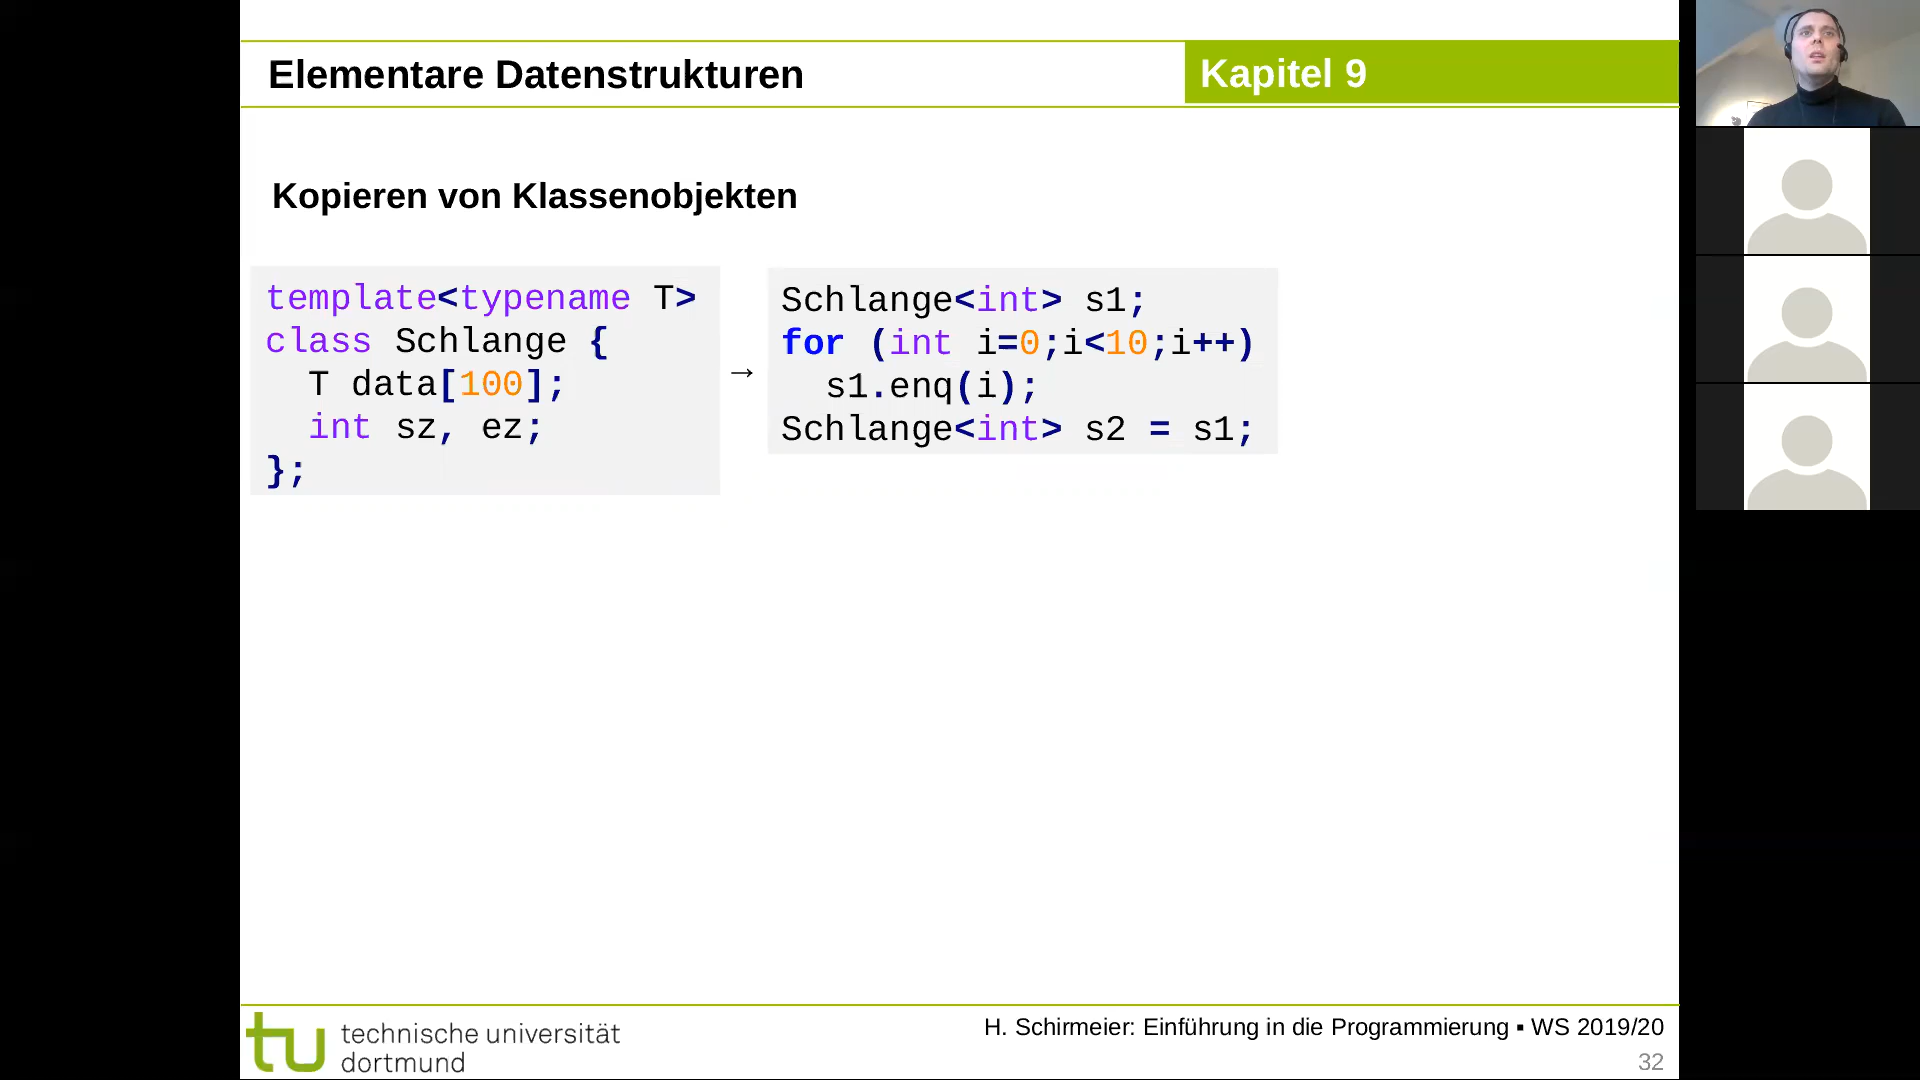 Elementare Datenstrukturen
Kapitel 9
Kopieren von Klassenobjekten
template<typename T>
class Schlange {
  T data[100];
  int sz, ez;
};
→
Schlange<int> s1;
for (int i=0;i<10;i++)
  s1.enq(i);
Schlange<int> s2 = s1;
tu technische universität
dortmund
H. Schirmeier: Einführung in die Programmierung ▪ WS 2019/20
32